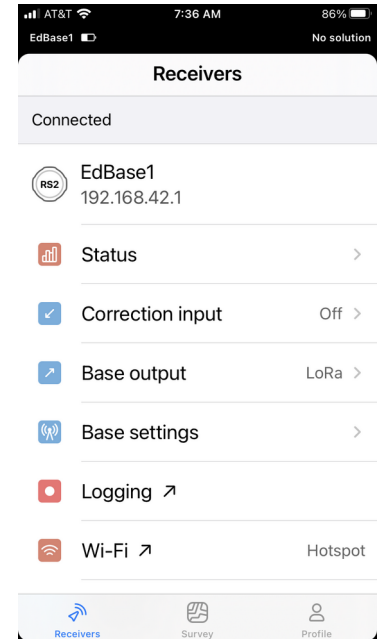 AT&T 7:36 AM 86%
EdBase1 No solution
Receivers
Connected
RS2
EdBase1
192.168.42.1
Status
Correction input Off
Base output LoRa
Base settings
Logging
Wi-Fi Hotspot
Receivers Survey Profile